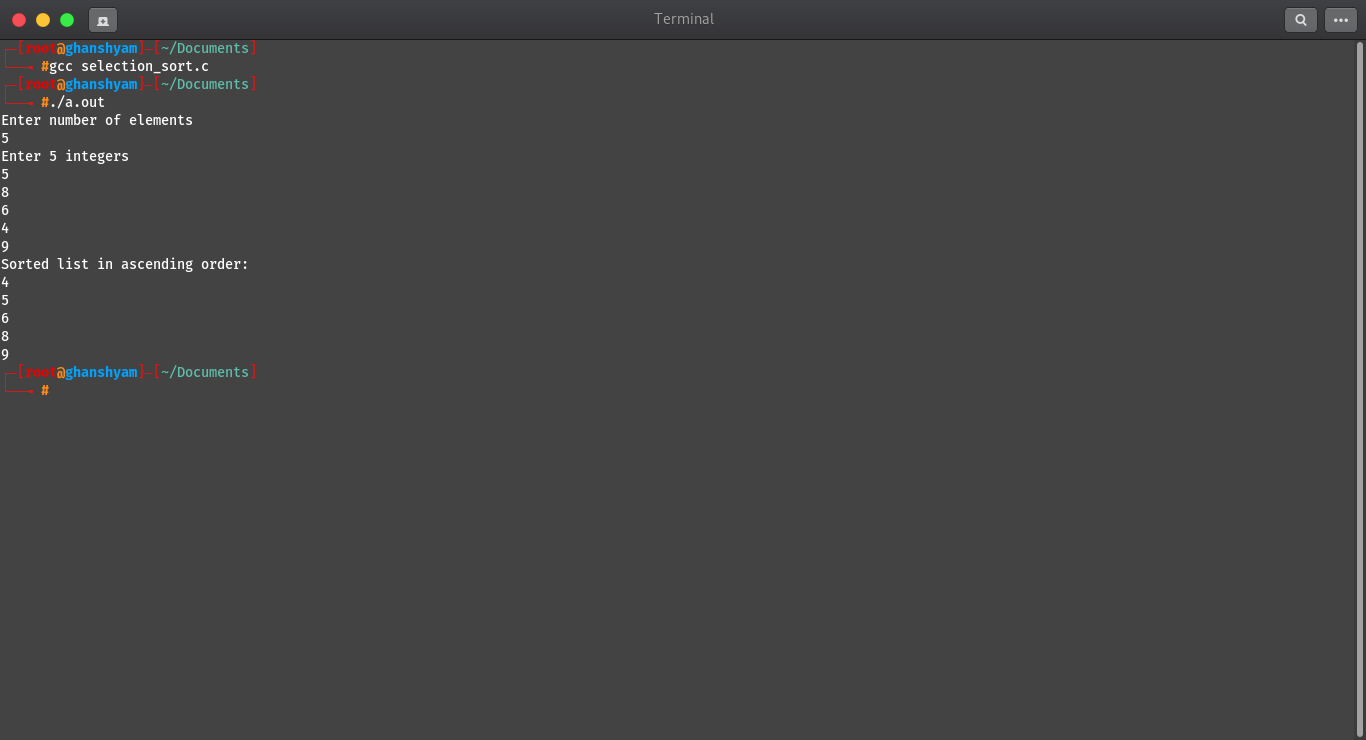 Terminal
[root@ghanshyam]─[~/Documents]
#gcc selection_sort.c
[root@ghanshyam]─[~/Documents]
#./a.out
Enter number of elements
5
Enter 5 integers
5
8
6
4
9
Sorted list in ascending order:
4
5
6
8
9
[root@ghanshyam]─[~/Documents]
#